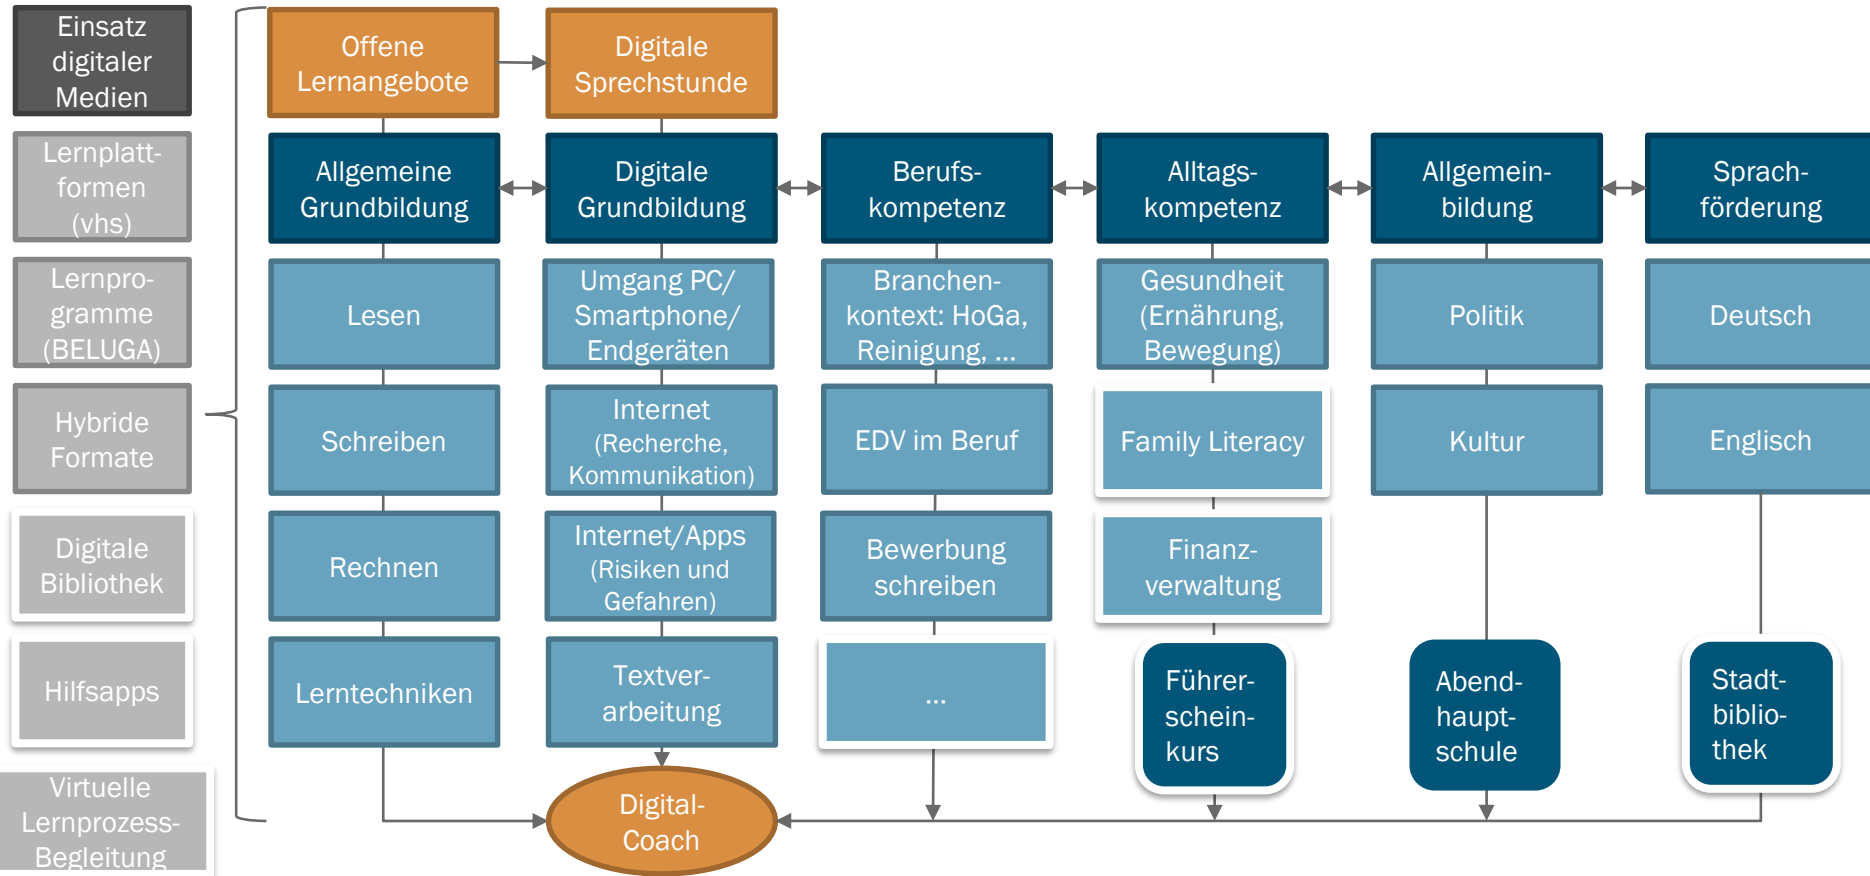 Einsatz
digitaler
Medien
Lernplatt-
formen
(vhs)
Lernpro-
gramme
(BELUGA)
Hybride
Formate
Digitale
Bibliothek
Hilfsapps
Virtuelle
Lernprozess-
Begleitung
Offene
Lernangebote
Digitale
Sprechstunde
Allgemeine
Grundbildung
Lesen
Schreiben
Rechnen
Lerntechniken
Digitale
Grundbildung
Umgang PC/
Smartphone/
Endgeräten
Internet
(Recherche,
Kommunikation)
Internet/Apps
(Risiken und
Gefahren)
Textver-
arbeitung
Berufs-
kompetenz
Branchen-
kontext: HoGa,
Reinigung, ...
EDV im Beruf
Bewerbung
schreiben
...
Alltags-
kompetenz
Gesundheit
(Ernährung,
Bewegung)
Family Literacy
Finanz-
verwaltung
Führer-
schein-
kurs
Allgemein-
bildung
Politik
Kultur
Abend-
haupt-
schule
Sprach-
förderung
Deutsch
Englisch
Stadt-
biblio-
thek
Digital-
Coach